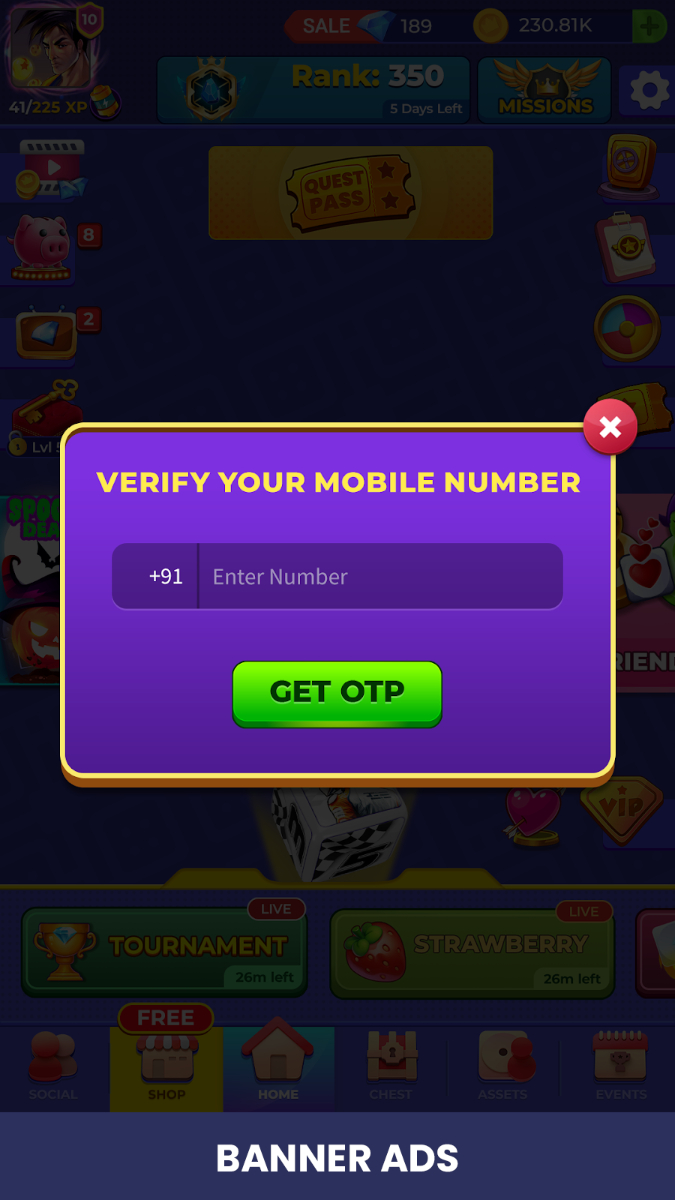 10
SALE
189
230.81K
41/225 XP
Rank: 350
5 Days Left
MISSIONS
QUEST
PASS
8
2
Lvl
VERIFY YOUR MOBILE NUMBER
+91
Enter Number
GET OTP
VIP
LIVE
TOURNAMENT
26m left
LIVE
STRAWBERRY
26m left
FREE
SOCIAL
SHOP
HOME
CHEST
ASSETS
EVENTS
BANNER ADS